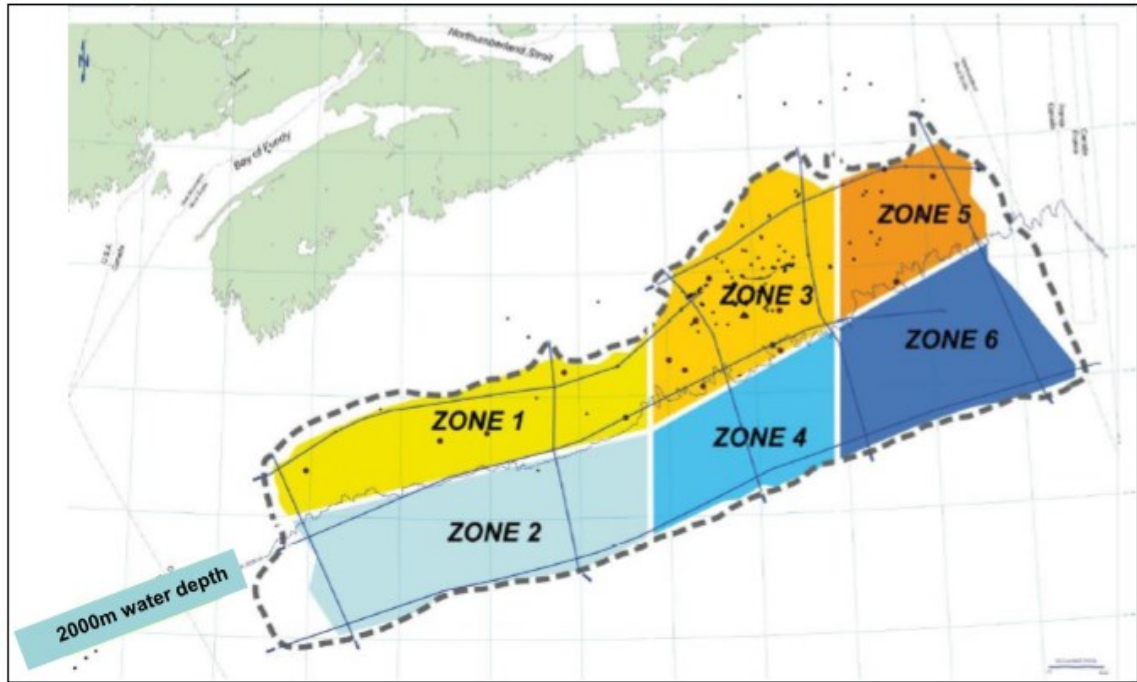 Northumberland Strait
Bay of Fundy
U.S.A.
Canada
ZONE 5
ZONE 3
ZONE 6
ZONE 1
ZONE 4
ZONE 2
2000m water depth